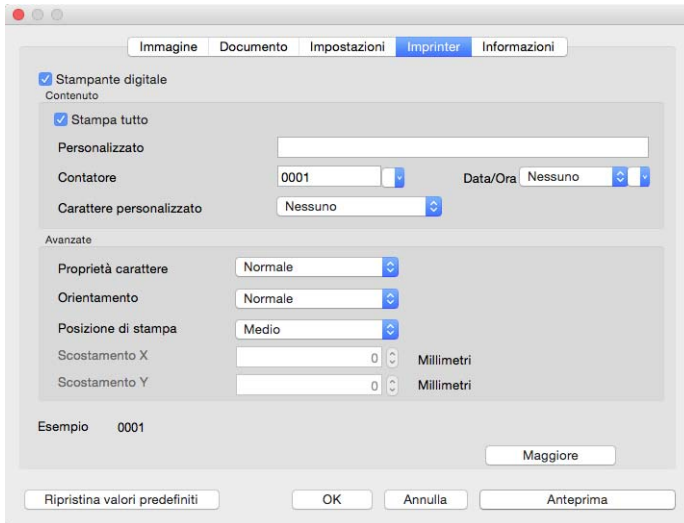 Immagine Documento Impostazioni Imprinter Informazioni
Stampante digitale
Contenuto
Stampa tutto
Personalizzato
Contatore 0001 Data/Ora Nessuno
Carattere personalizzato Nessuno
Avanzate
Proprietà carattere Normale
Orientamento Normale
Posizione di stampa Medio
Scostamento X 0 Millimetri
Scostamento Y 0 Millimetri
Esempio 0001
Maggiore
Ripristina valori predefiniti OK Annulla Anteprima